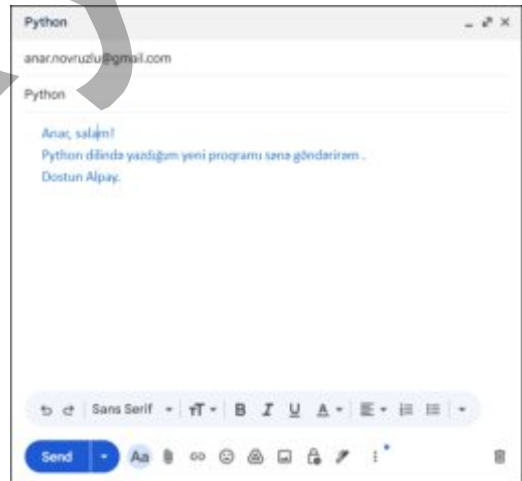 Python
anar.novruzlu@gmail.com
Python
Anar, salam!
Python dilində yazdığım yeni proqramı sənə göndərirəm .
Dostun Alpay.
Sans Serif
B I U A
Send Aa